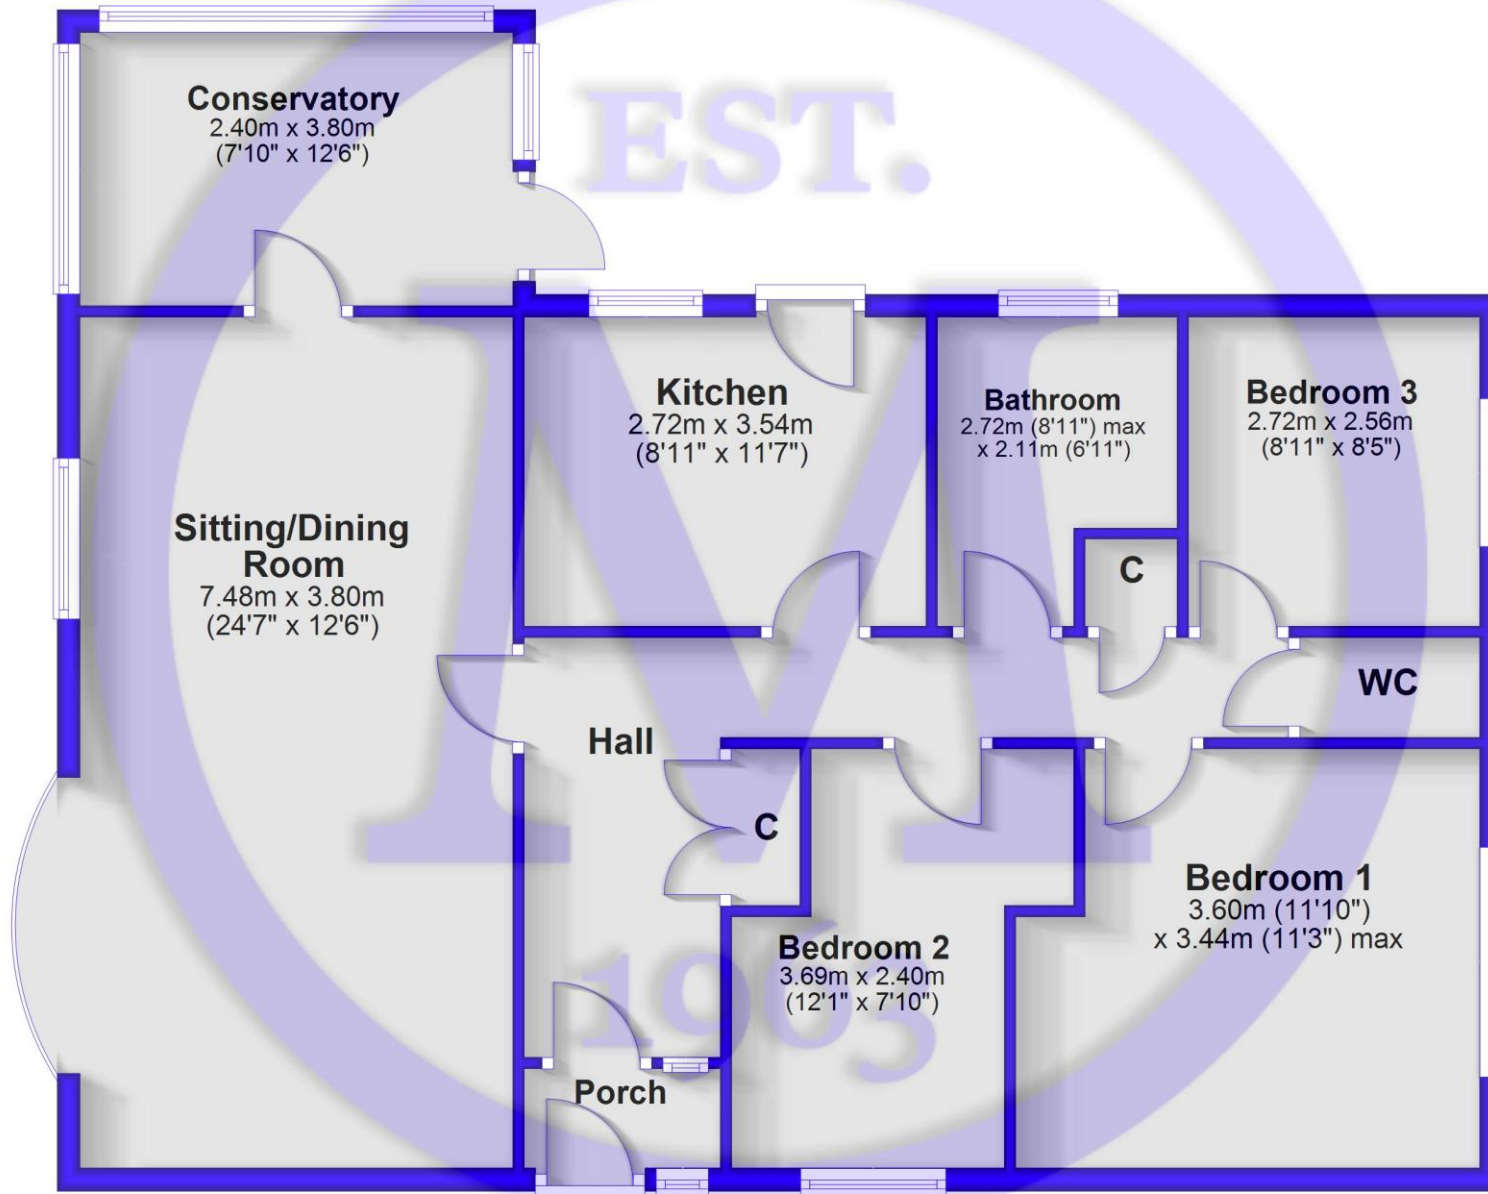 EST.
Conservatory
2.40m x 3.80m
(7'10" x 12'6")
Kitchen
2.72m x 3.54m
(8'11" x 11'7")
Bathroom
2.72m (8'11") max
x 2.11m (6'11")
Bedroom 3
2.72m x 2.56m
(8'11" x 8'5")
Sitting/Dining
Room
7.48m x 3.80m
(24'7" x 12'6")
C
WC
Hall
C
M
Bedroom 1
3.60m (11'10")
x 3.44m (11'3") max
Bedroom 2
3.69m x 2.40m
(12'1" x 7'10")
1963
Porch